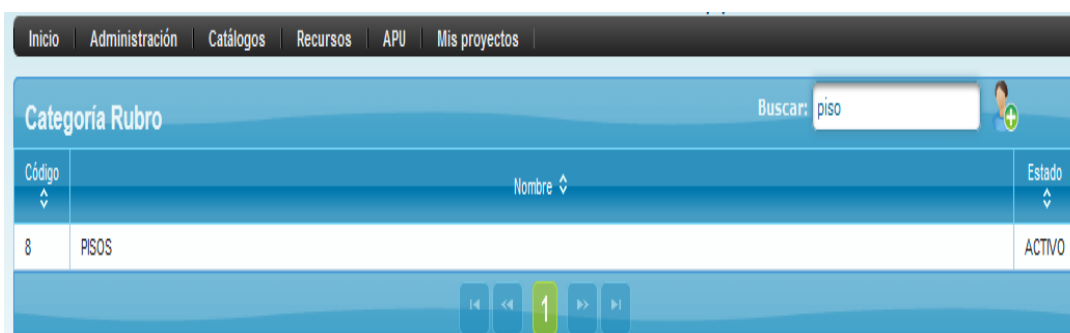 Inicio Administración Catálogos Recursos APU Mis proyectos
Categoría Rubro Buscar: piso
Código Nombre Estado
8 PISOS ACTIVO
1